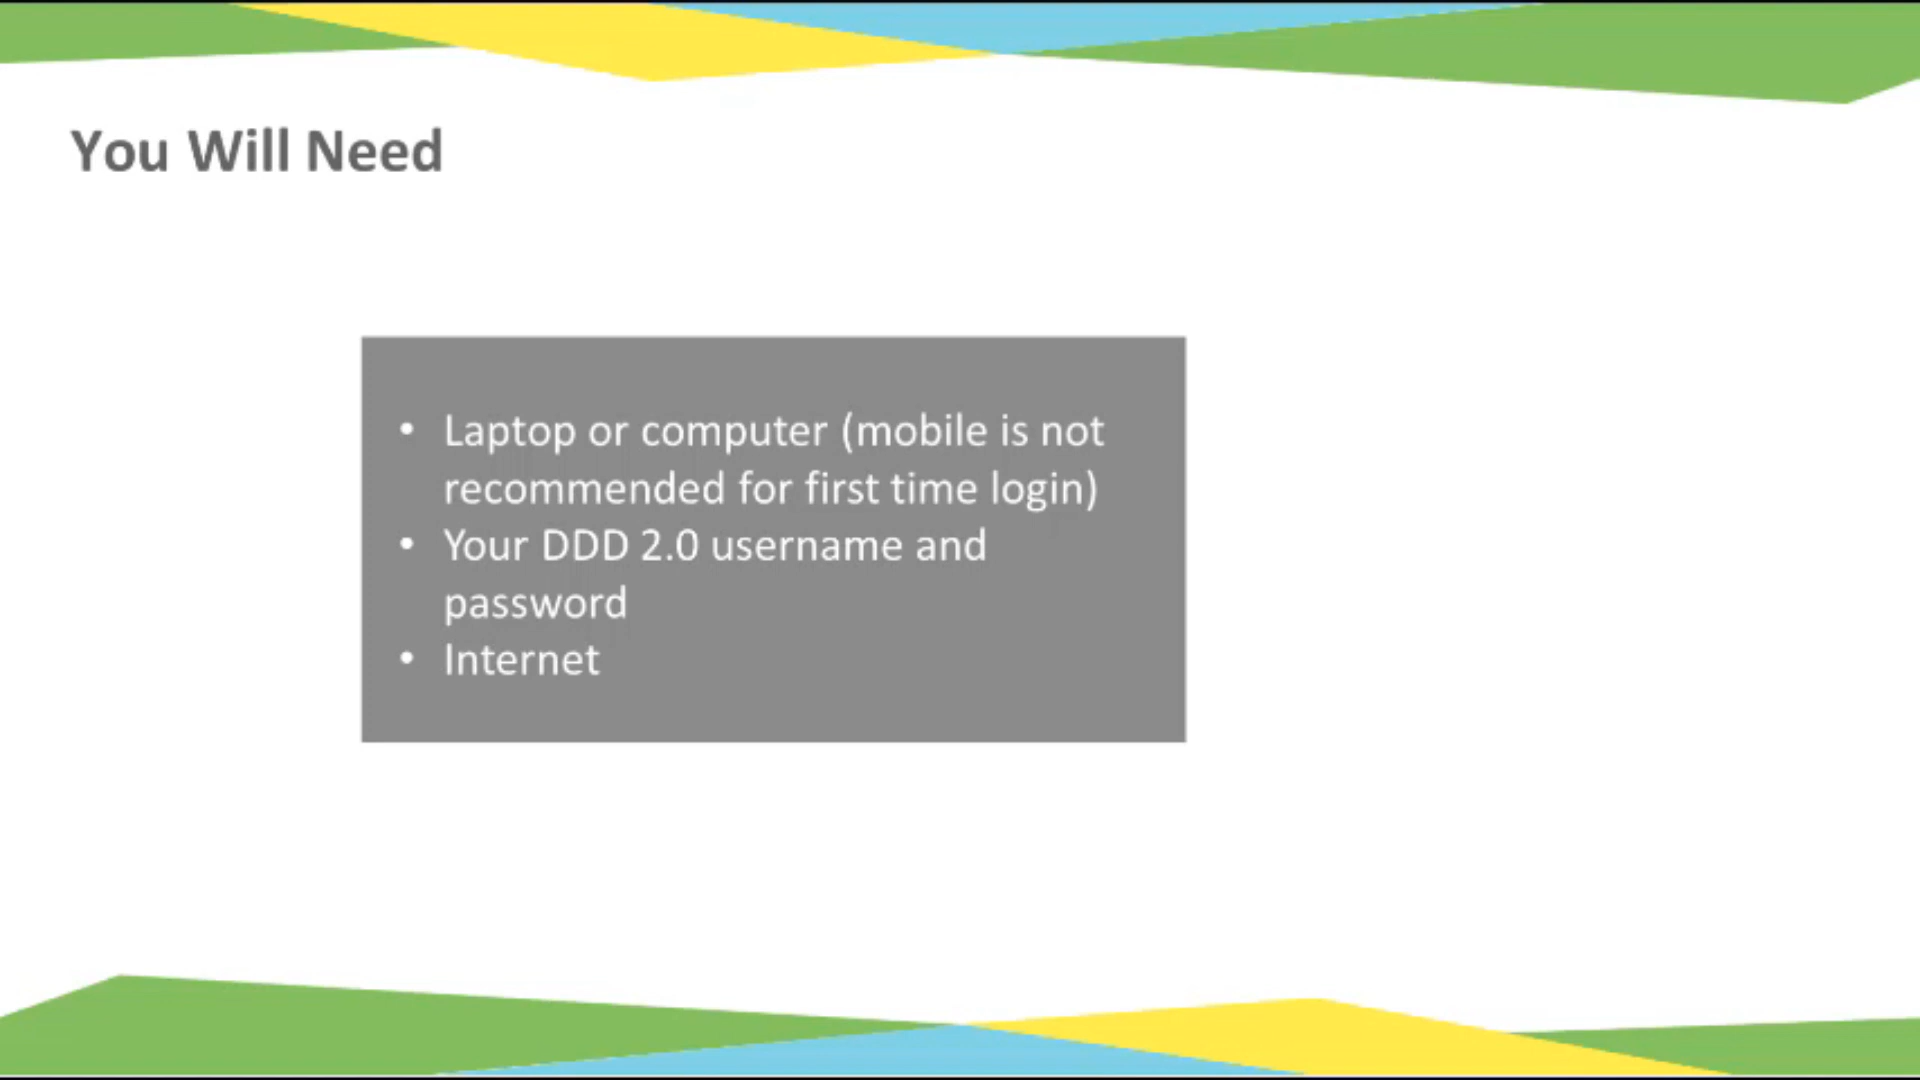 You Will Need
• Laptop or computer (mobile is not
recommended for first time login)
• Your DDD 2.0 username and
password
• Internet